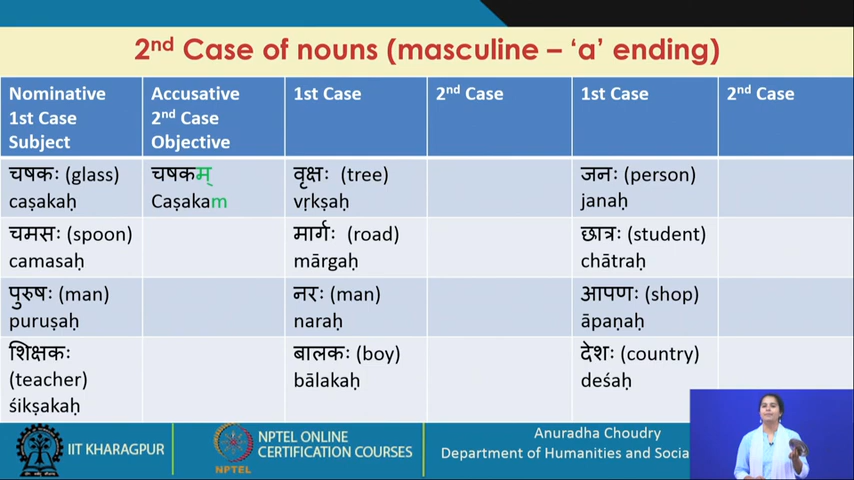 2nd Case of nouns (masculine – ‘a’ ending)
Nominative
1st Case
Subject
Accusative
2nd Case
Objective
1st Case
2nd Case
1st Case
2nd Case
चषकः (glass)
caṣakaḥ
चषकम्
Caṣakam
वृक्षः (tree)
vṛkṣaḥ
जनः (person)
janaḥ
चमसः (spoon)
camasaḥ
मार्गः (road)
mārgaḥ
छात्रः (student)
chātraḥ
पुरुषः (man)
puruṣaḥ
नरः (man)
naraḥ
आपणः (shop)
āpaṇaḥ
शिक्षकः
(teacher)
śikṣakaḥ
बालकः (boy)
bālakaḥ
देशः (country)
deśaḥ
IIT KHARAGPUR
NPTEL
NPTEL ONLINE
CERTIFICATION COURSES
Anuradha Choudry
Department of Humanities and Socia